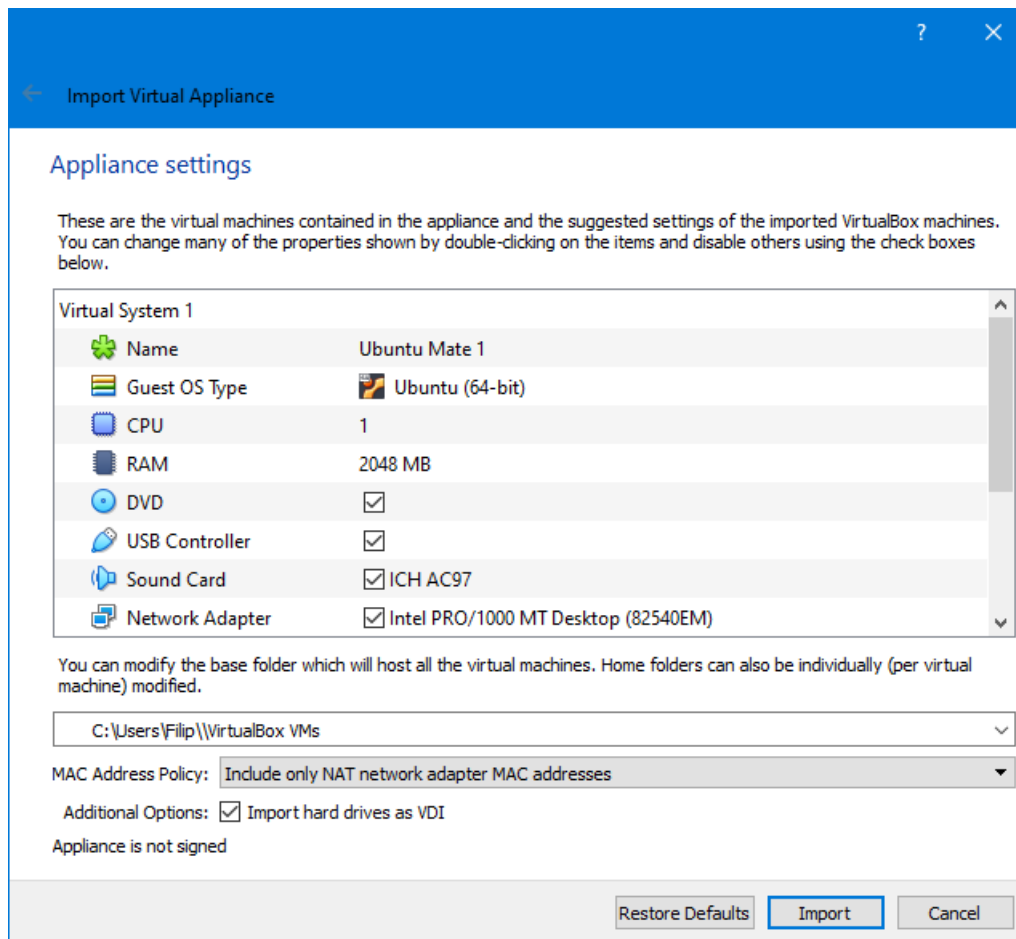 ?
Import Virtual Appliance
Appliance settings
These are the virtual machines contained in the appliance and the suggested settings of the imported VirtualBox machines.
You can change many of the properties shown by double-clicking on the items and disable others using the check boxes
below.
Virtual System 1
Name Ubuntu Mate 1
Guest OS Type Ubuntu (64-bit)
CPU 1
RAM 2048 MB
DVD
USB Controller
Sound Card ICH AC97
Network Adapter Intel PRO/1000 MT Desktop (82540EM)
You can modify the base folder which will host all the virtual machines. Home folders can also be individually (per virtual
machine) modified.
C:\Users\Filip\\VirtualBox VMs
MAC Address Policy: Include only NAT network adapter MAC addresses
Additional Options: Import hard drives as VDI
Appliance is not signed
Restore Defaults Import Cancel